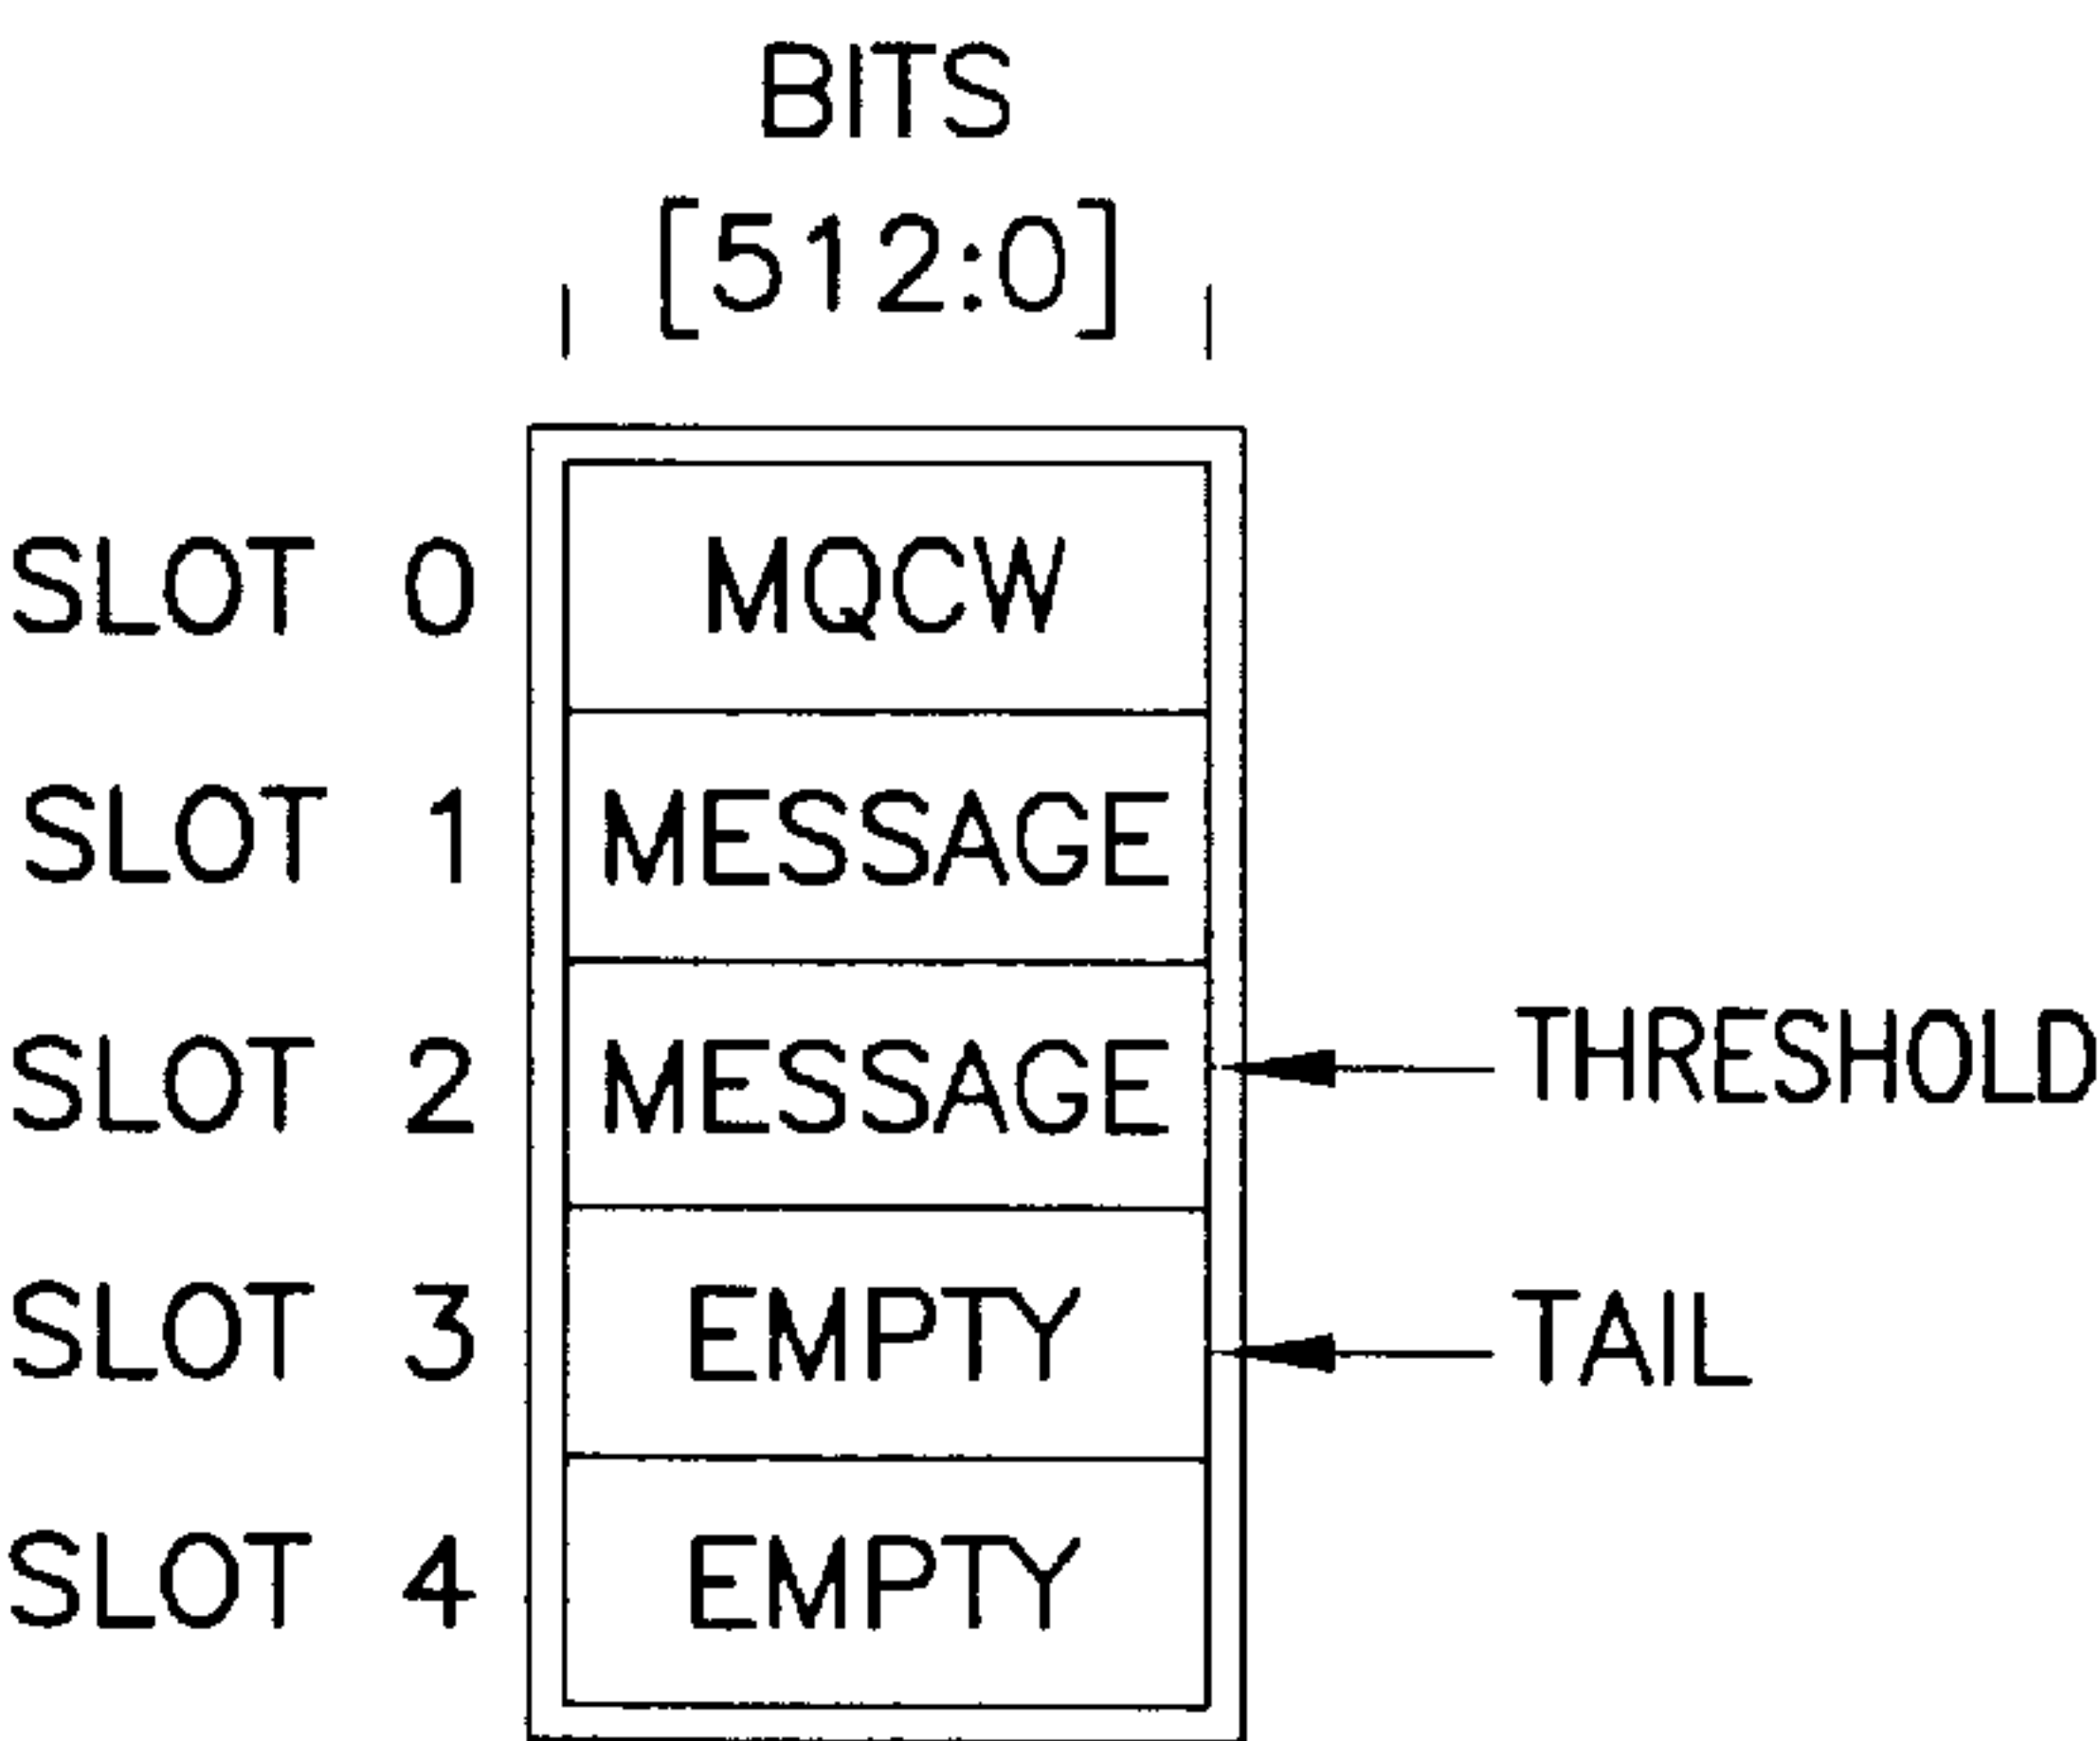 BITS
[512:0]
SLOT 0 MQCW
SLOT 1 MESSAGE
SLOT 2 MESSAGE THRESHOLD
SLOT 3 EMPTY TAIL
SLOT 4 EMPTY